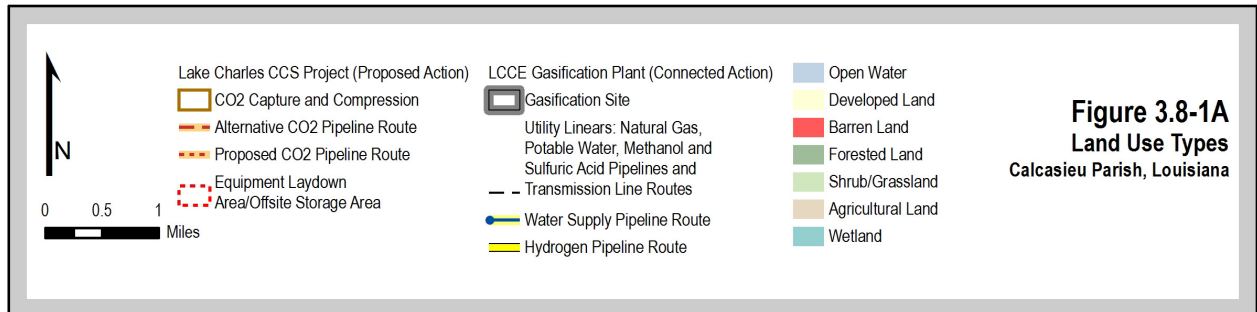 N
0 0.5 1
Miles
Lake Charles CCS Project (Proposed Action)
CO2 Capture and Compression
Alternative CO2 Pipeline Route
Proposed CO2 Pipeline Route
Equipment Laydown
Area/Offsite Storage Area
LCCE Gasification Plant (Connected Action)
Gasification Site
Utility Linears: Natural Gas,
Potable Water, Methanol and
Sulfuric Acid Pipelines and
Transmission Line Routes
Water Supply Pipeline Route
Hydrogen Pipeline Route
Open Water
Developed Land
Barren Land
Forested Land
Shrub/Grassland
Agricultural Land
Wetland
Figure 3.8-1A
Land Use Types
Calcasieu Parish, Louisiana